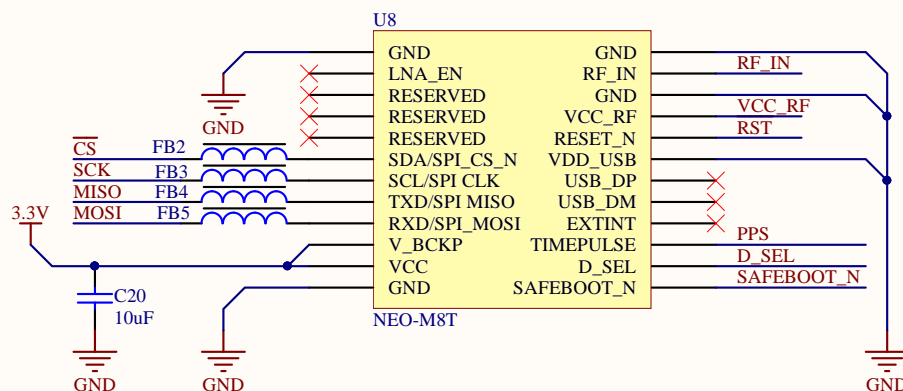 U8
GND
LNA_EN
RESERVED
RESERVED
RESERVED
SDA/SPI_CS_N
SCL/SPI CLK
TXD/SPI MISO
RXD/SPI_MOSI
V_BCKP
VCC
GND
GND
RF_IN
GND
VCC_RF
RESET_N
VDD_USB
USB_DP
USB_DM
EXTINT
TIMEPULSE
D_SEL
SAFEBOOT_N
NEO-M8T
GND
CS
FB2
SCK
FB3
MISO
FB4
MOSI
FB5
3.3V
C20
10uF
GND
GND
RF_IN
VCC_RF
RST
PPS
D_SEL
SAFEBOOT_N
GND